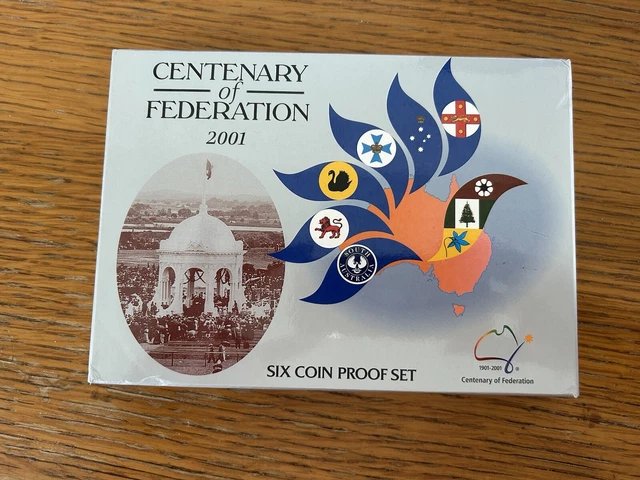 CENTENARY
of
FEDERATION
2001
SOUTH
AUSTRALIA
SIX COIN PROOF SET
1901-2001
®
Centenary of Federation